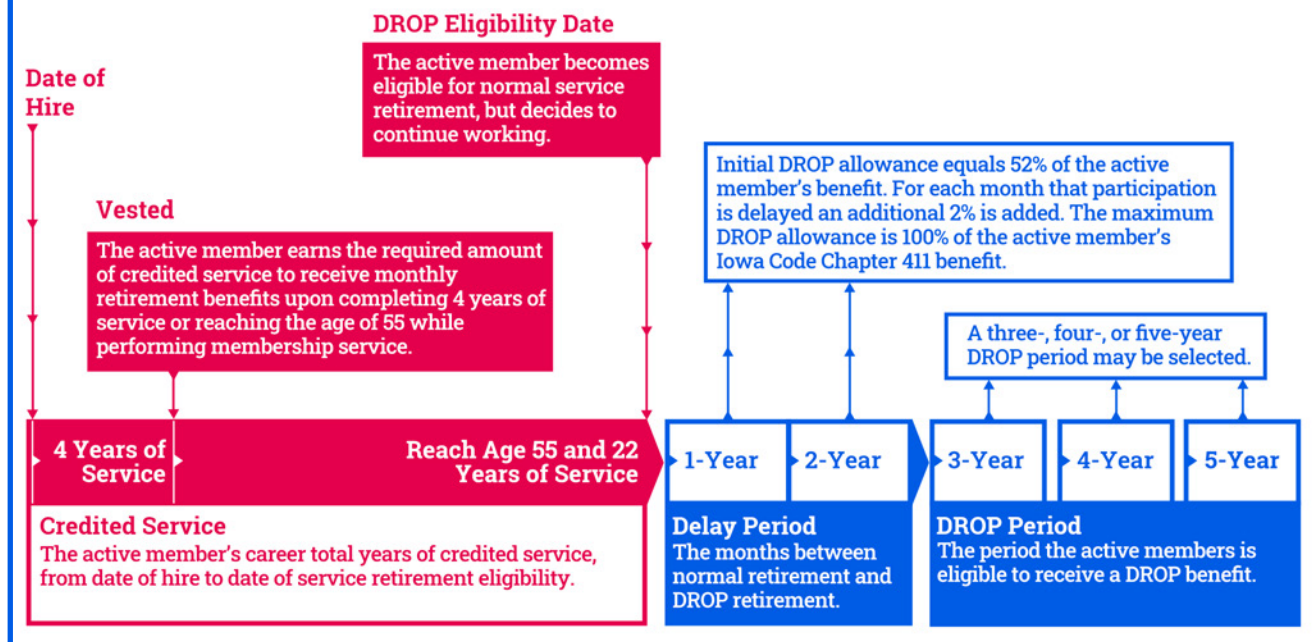 DROP Eligibility Date
The active member becomes
eligible for normal service
retirement, but decides to
continue working.
Date of
Hire
Vested
The active member earns the required amount
of credited service to receive monthly
retirement benefits upon completing 4 years of
service or reaching the age of 55 while
performing membership service.
Initial DROP allowance equals 52% of the active
member's benefit. For each month that participation
is delayed an additional 2% is added. The maximum
DROP allowance is 100% of the active member's
Iowa Code Chapter 411 benefit.
A three-, four-, or five-year
DROP period may be selected.
4 Years of
Service
Reach Age 55 and 22
Years of Service
1-Year
2-Year
3-Year
4-Year
5-Year
Credited Service
The active member's career total years of credited service,
from date of hire to date of service retirement eligibility.
Delay Period
The months between
normal retirement and
DROP retirement.
DROP Period
The period the active members is
eligible to receive a DROP benefit.